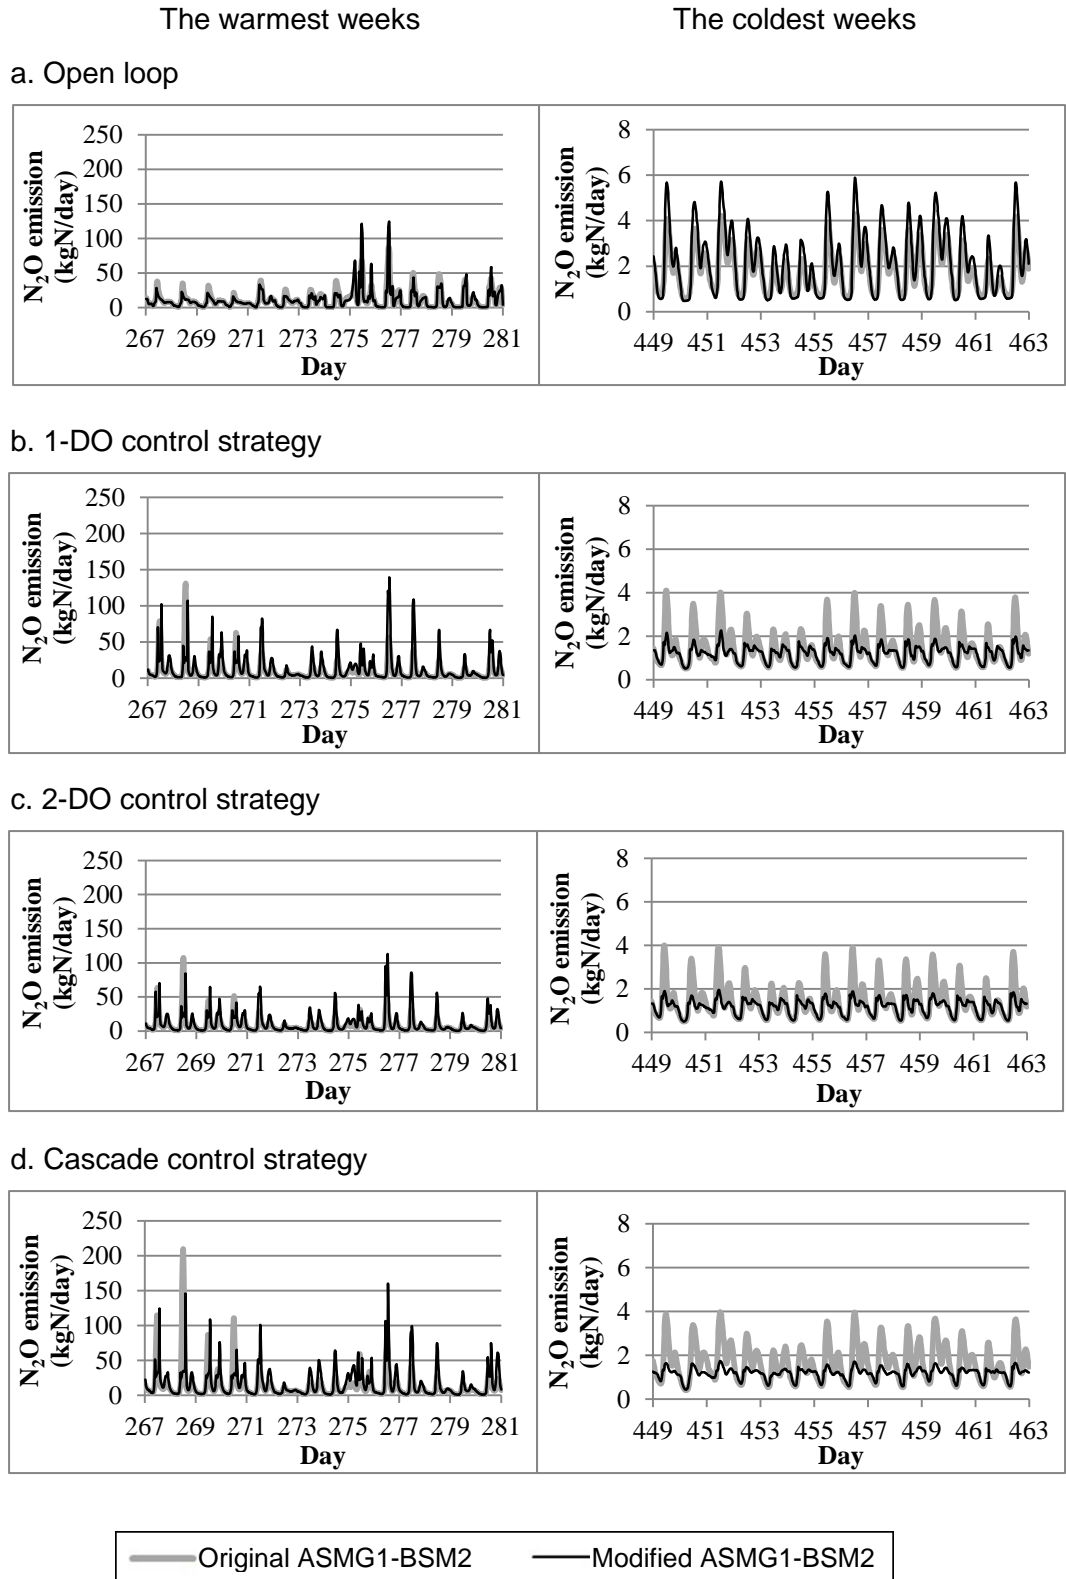 The warmest weeks
The coldest weeks
a. Open loop
N₂O emission
(kgN/day)
250
200
150
100
50
0
267 269 271 273 275 277 279 281
Day
N₂O emission
(kgN/day)
8
6
4
2
0
449 451 453 455 457 459 461 463
Day
b. 1-DO control strategy
N₂O emission
(kgN/day)
250
200
150
100
50
0
267 269 271 273 275 277 279 281
Day
N₂O emission
(kgN/day)
8
6
4
2
0
449 451 453 455 457 459 461 463
Day
c. 2-DO control strategy
N₂O emission
(kgN/day)
250
200
150
100
50
0
267 269 271 273 275 277 279 281
Day
N₂O emission
(kgN/day)
8
6
4
2
0
449 451 453 455 457 459 461 463
Day
d. Cascade control strategy
N₂O emission
(kgN/day)
250
200
150
100
50
0
267 269 271 273 275 277 279 281
Day
N₂O emission
(kgN/day)
8
6
4
2
0
449 451 453 455 457 459 461 463
Day
Original ASMG1-BSM2
Modified ASMG1-BSM2